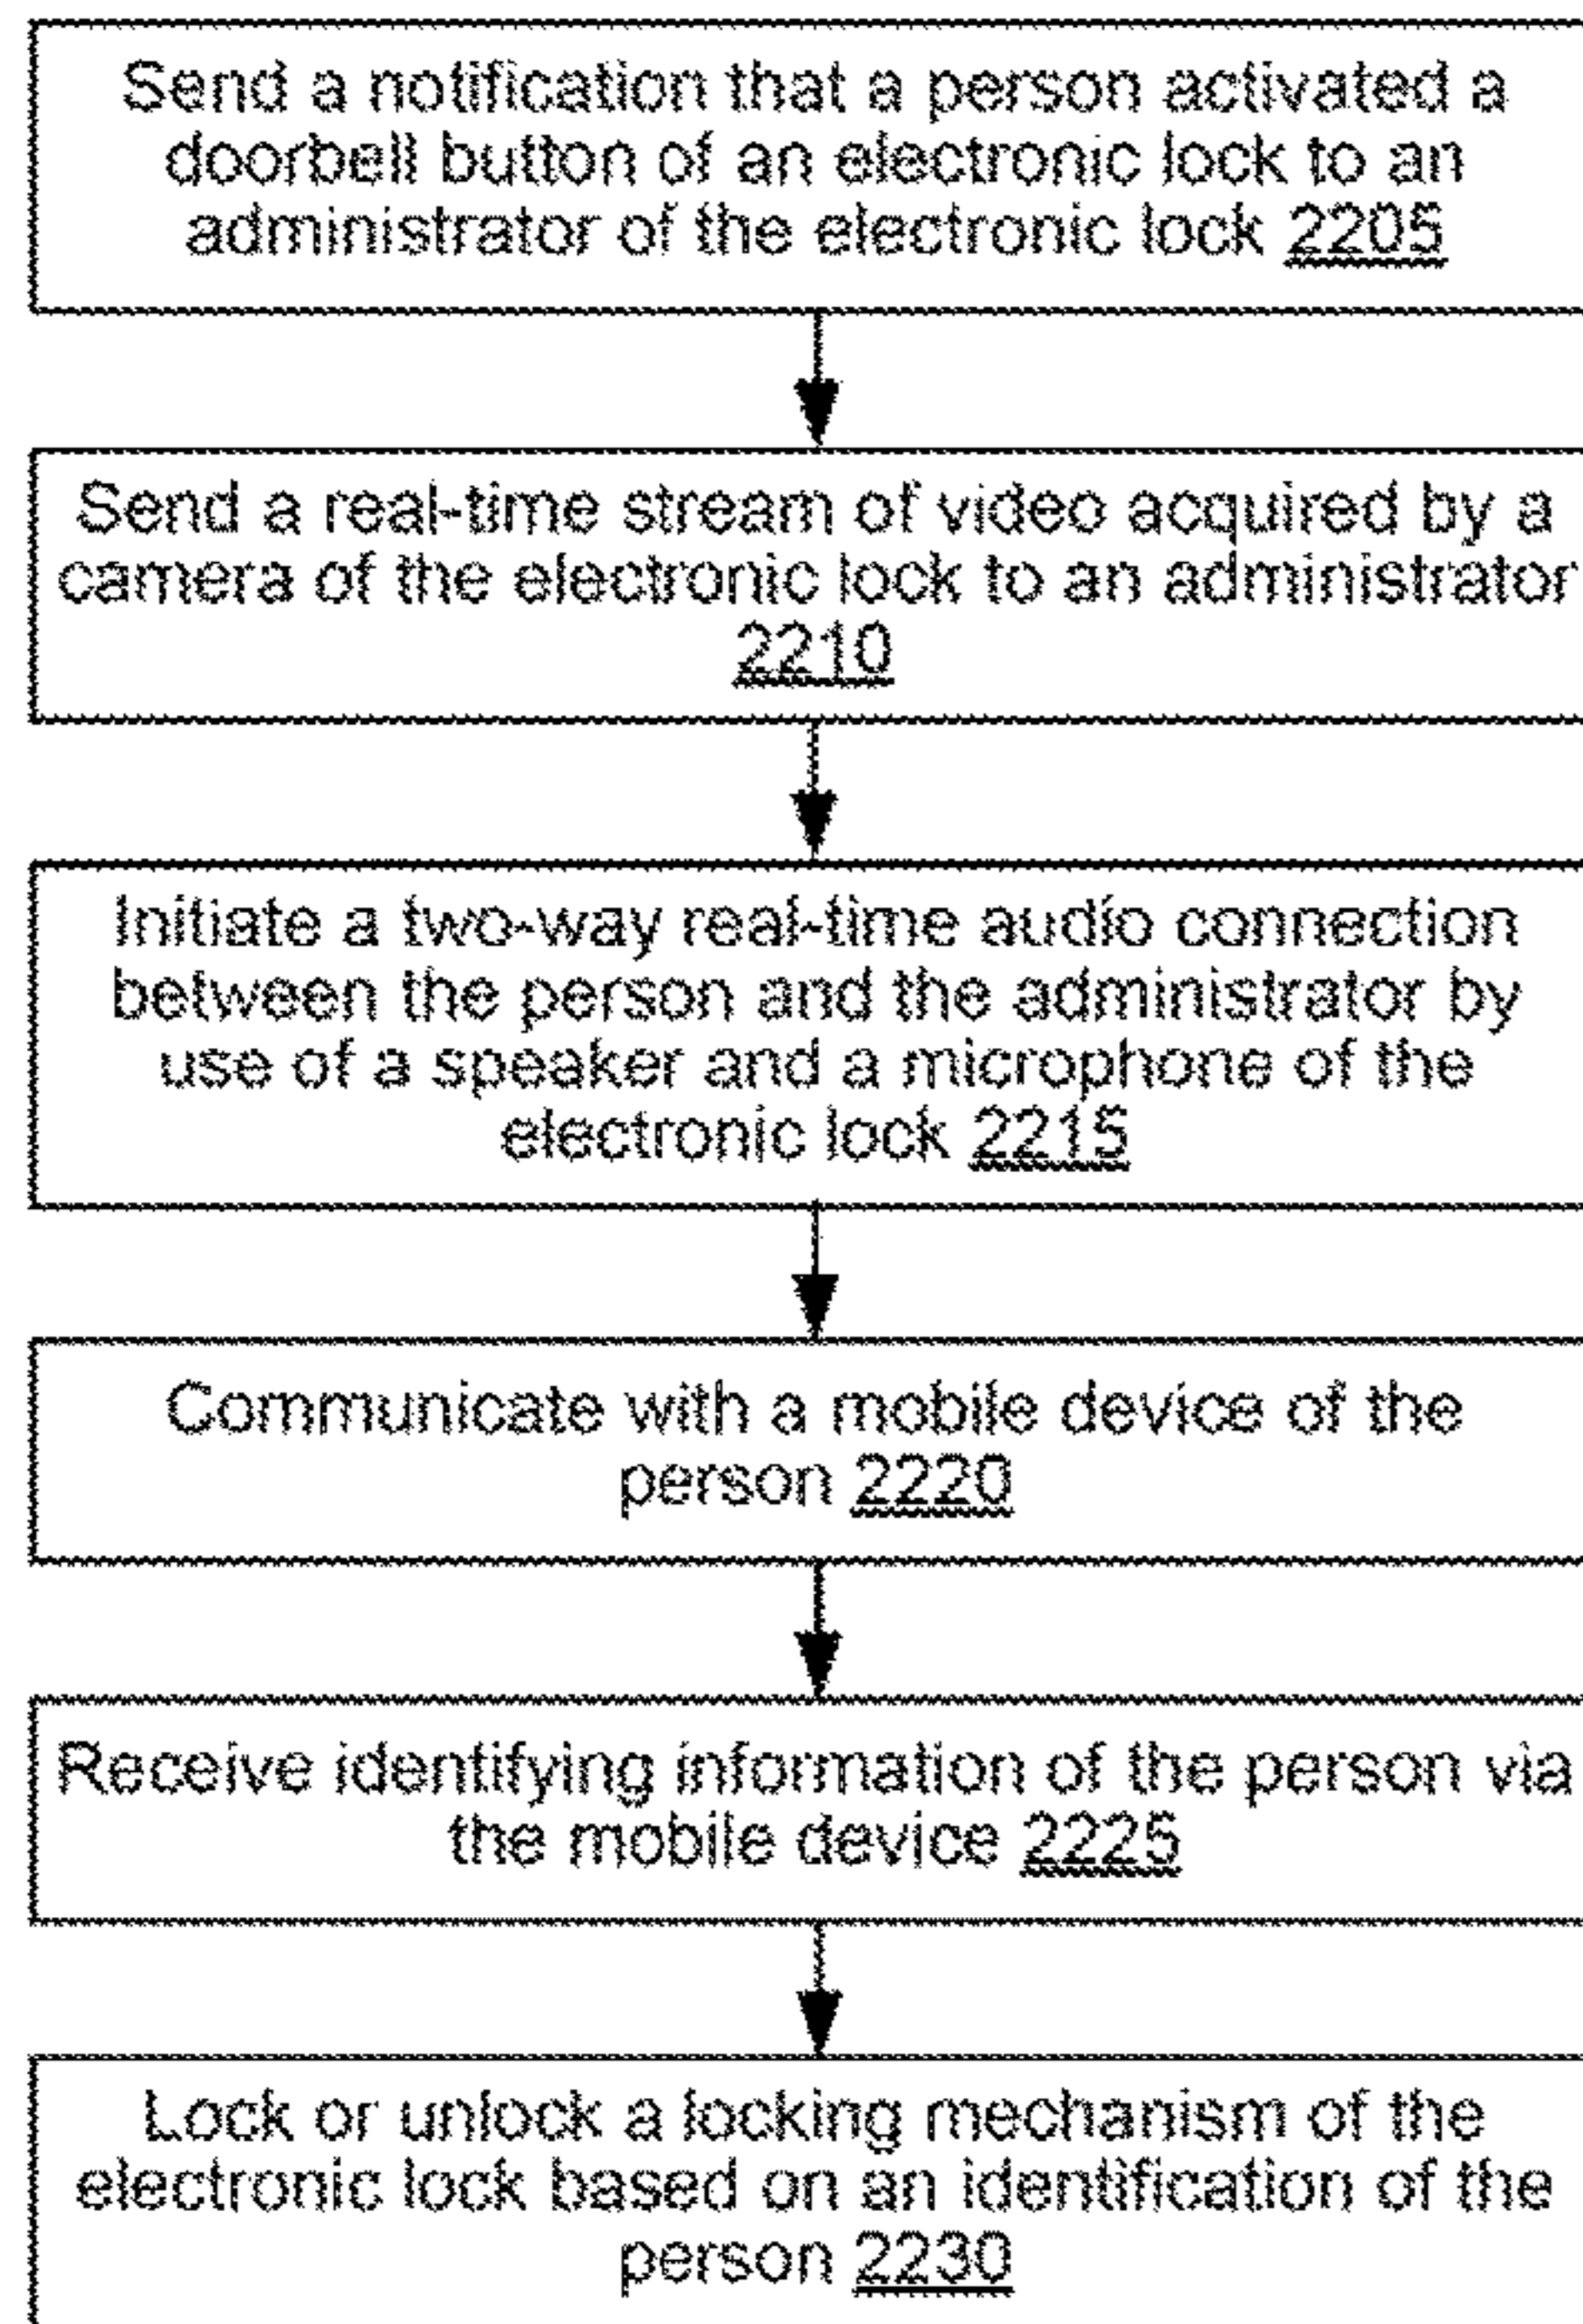 Send a notification that a person activated a
doorbell button of an electronic lock to an
administrator of the electronic lock 2205
Send a real-time stream of video acquired by a
camera of the electronic lock to an administrator
2210
Initiate a two-way real-time audio connection
between the person and the administrator by
use of a speaker and a microphone of the
electronic lock 2215
Communicate with a mobile device of the
person 2220
Receive identifying information of the person via
the mobile device 2225
Lock or unlock a locking mechanism of the
electronic lock based on an identification of the
person 2230